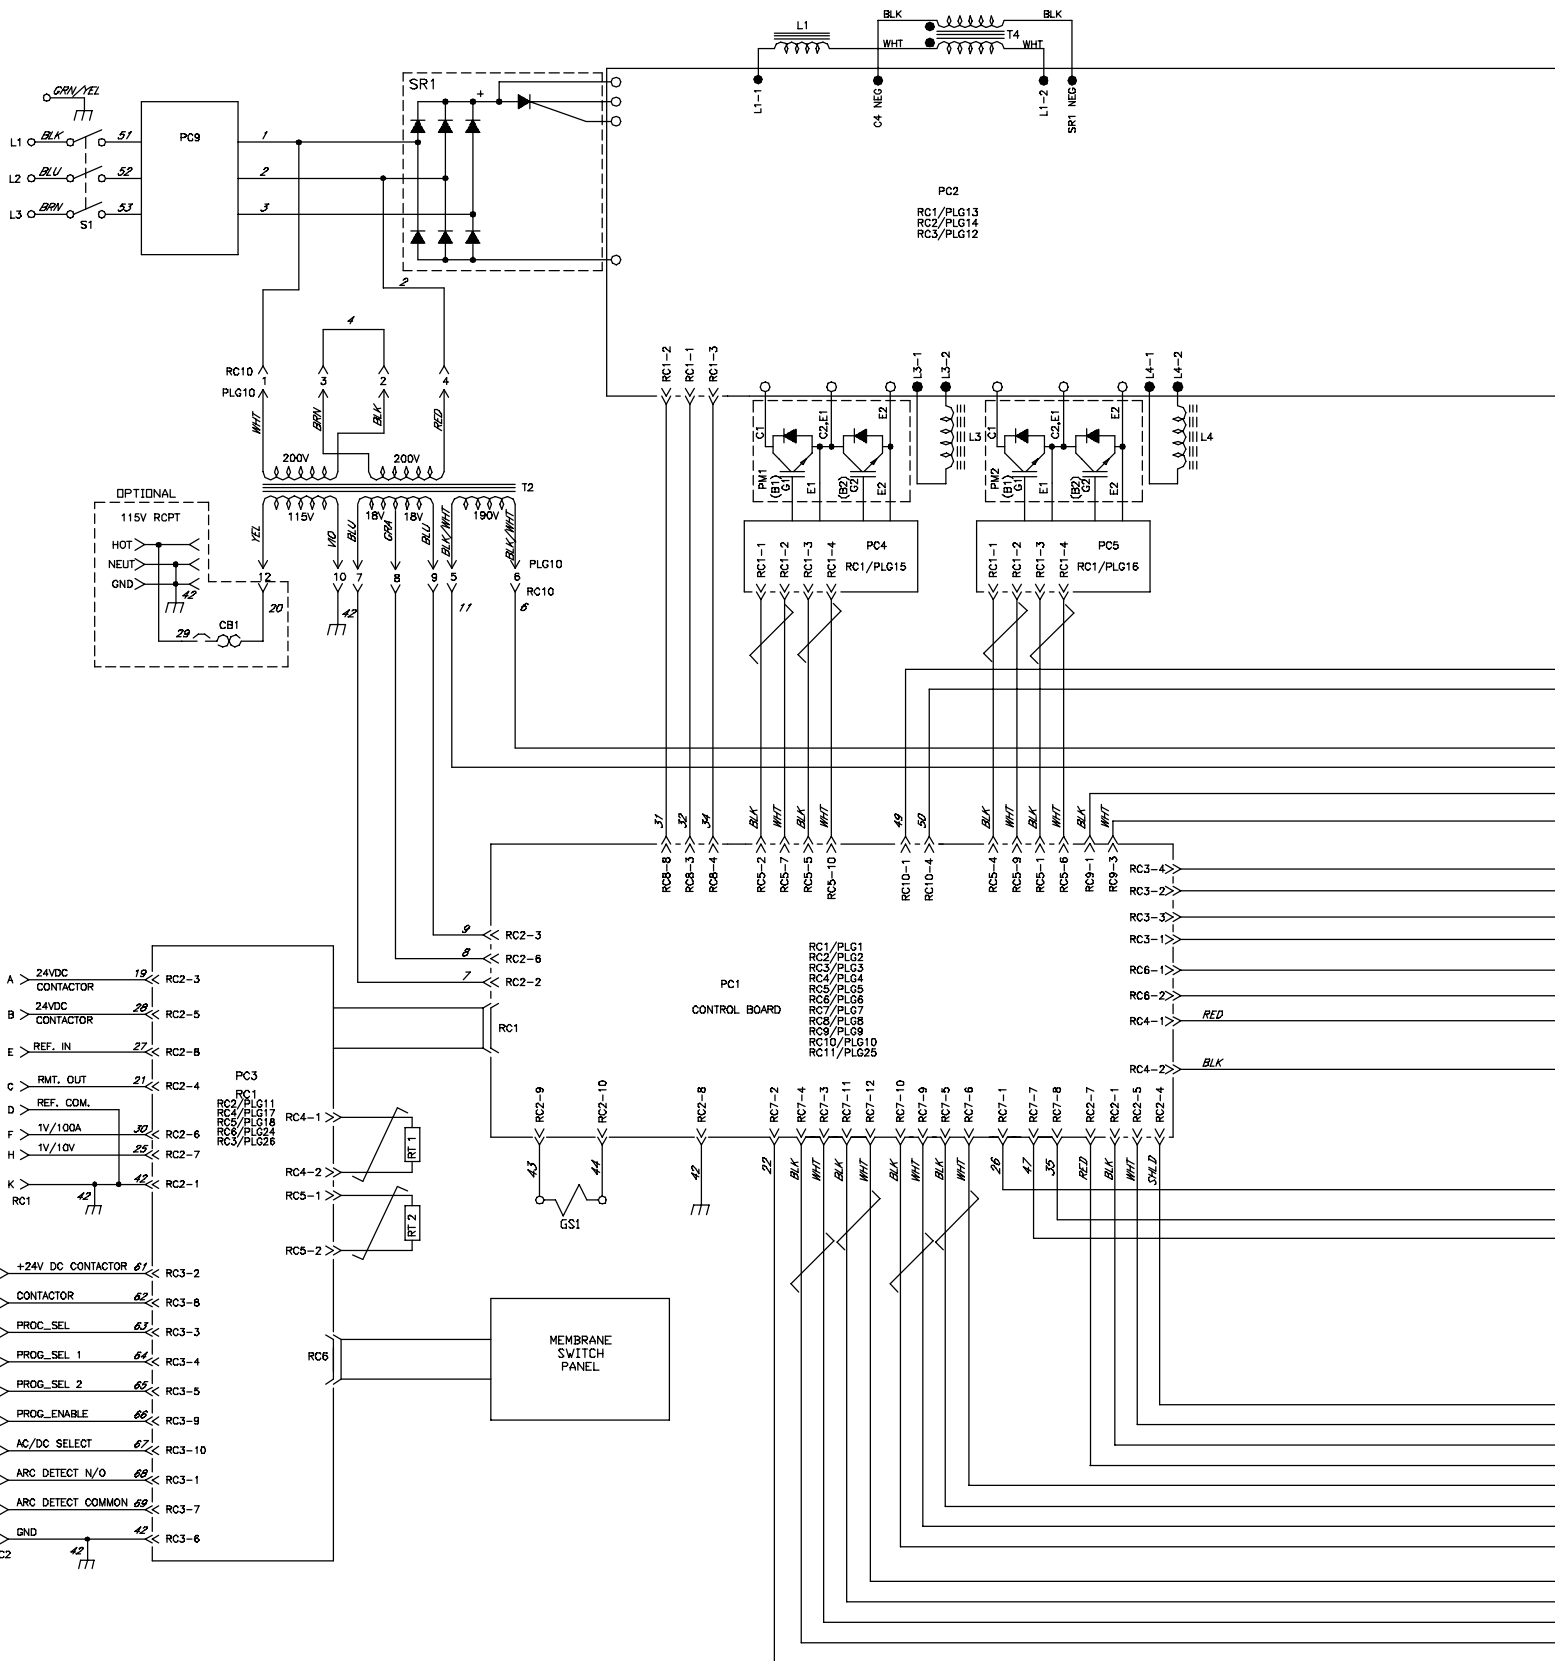 BLK
BLK
L1
T4
WHT
WHT
L1-1
C4 NEG
L1-2
SR1 NEG
GRN/YEL
SR1
+
L1
BLK
51
PC9
1
L2
BLU
52
2
L3
BRN
53
3
S1
PC2
RC1/PLG13
RC2/PLG14
RC3/PLG12
2
4
RC10
1
3
2
4
PLG10
WHT
BRN
BLK
RED
200V
200V
T2
115V
18V
18V
190V
YEL
VIO
BLU
GRA
BLU
BLK/WHT
BLK/WHT
PLG10
12
10
7
8
9
5
6
RC10
20
42
11
6
OPTIONAL
115V RCPT
HOT
NEUT
GND
42
29
CB1
RC1-2
RC1-1
RC1-3
L3-1
L3-2
L4-1
L4-2
C1
C2,E1
E2
L3
C1
C2,E1
E2
L4
PM1
(B1)
G1
E1
(B2)
G2
E2
PM2
(B1)
G1
E1
(B2)
G2
E2
RC1-1
RC1-2
RC1-3
RC1-4
PC4
RC1/PLG15
RC1-1
RC1-2
RC1-3
RC1-4
PC5
RC1/PLG16
31
32
34
BLK
WHT
BLK
WHT
49
50
BLK
WHT
BLK
WHT
BLK
WHT
RC8-8
RC8-3
RC8-4
RC5-2
RC5-7
RC5-5
RC5-10
RC10-1
RC10-4
RC5-4
RC5-9
RC5-1
RC5-6
RC9-1
RC9-3
RC3-4
RC3-2
RC3-3
RC3-1
RC6-1
RC6-2
RC4-1
RED
RC4-2
BLK
9
RC2-3
8
RC2-6
7
RC2-2
RC1
PC1
CONTROL BOARD
RC1/PLG1
RC2/PLG2
RC3/PLG3
RC4/PLG4
RC5/PLG5
RC6/PLG6
RC7/PLG7
RC8/PLG8
RC9/PLG9
RC10/PLG10
RC11/PLG25
RC2-9
RC2-10
RC2-8
RC7-2
RC7-4
RC7-3
RC7-11
RC7-12
RC7-10
RC7-9
RC7-5
RC7-6
RC7-1
RC7-7
RC7-8
RC2-7
RC2-1
RC2-5
RC2-4
43
44
42
22
BLK
WHT
BLK
WHT
BLK
WHT
BLK
WHT
26
47
35
RED
BLK
WHT
SHLD
GS1
A
24VDC
CONTACTOR
19
RC2-3
B
24VDC
CONTACTOR
28
RC2-5
E
REF. IN
27
RC2-8
C
RMT. OUT
21
RC2-4
D
REF. COM.
F
1V/100A
30
RC2-6
H
1V/10V
25
RC2-7
K
42
42
RC2-1
RC1
PC3
RC1
RC2/PLG11
RC4/PLG17
RC5/PLG18
RC6/PLG24
RC3/PLG26
RC4-1
RT 1
RC4-2
RC5-1
RT 2
RC5-2
RC6
MEMBRANE
SWITCH
PANEL
+24V DC CONTACTOR
61
RC3-2
CONTACTOR
62
RC3-8
PROC_SEL
63
RC3-3
PROG_SEL 1
64
RC3-4
PROG_SEL 2
65
RC3-5
PROG_ENABLE
66
RC3-9
AC/DC SELECT
67
RC3-10
ARC DETECT N/O
68
RC3-1
ARC DETECT COMMON
69
RC3-7
GND
42
RC3-6
42
C2